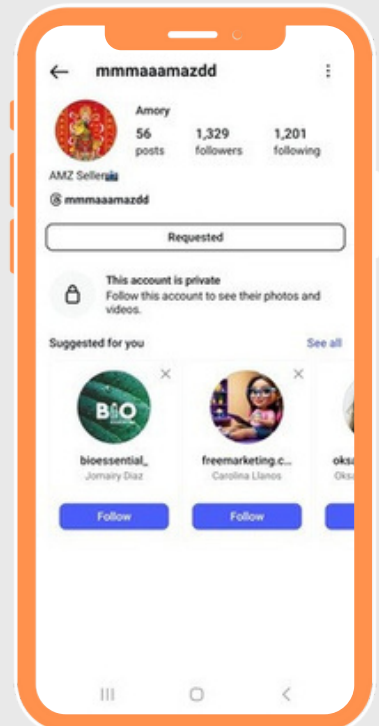 mmmaaamazdd
Amory
56 1,329 1,201
posts followers following
AMZ Seller
mmmaaamazdd
Requested
This account is private
Follow this account to see their photos and
videos.
Suggested for you See all
BIO
bioessential_ freemarketing.c... oksa
Jomairy Diaz Carolina Llanos Oksa
Follow Follow